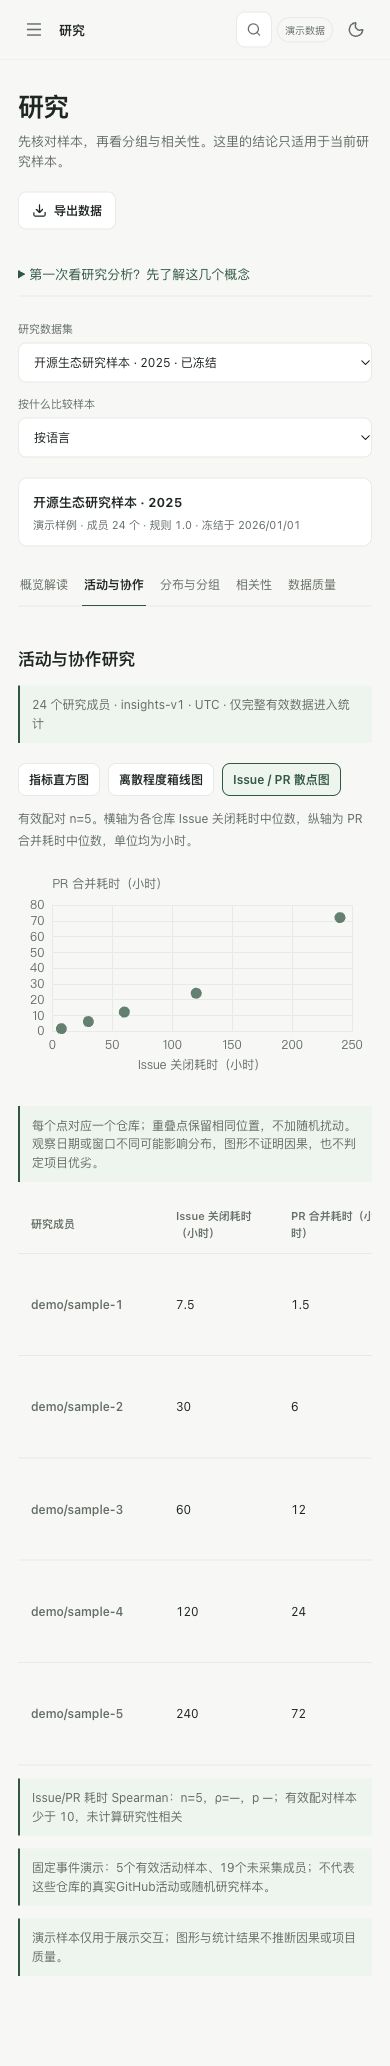 研究
演示数据
研究
先核对样本，再看分组与相关性。这里的结论只适用于当前研
究样本。
导出数据
第一次看研究分析？先了解这几个概念
研究数据集
开源生态研究样本 · 2025 · 已冻结
按什么比较样本
按语言
开源生态研究样本 · 2025
演示样例 · 成员 24 个 · 规则 1.0 · 冻结于 2026/01/01
概览解读 活动与协作 分布与分组 相关性 数据质量
活动与协作研究
24 个研究成员 · insights-v1 · UTC · 仅完整有效数据进入统
计
指标直方图 离散程度箱线图 Issue / PR 散点图
有效配对 n=5。横轴为各仓库 Issue 关闭耗时中位数，纵轴为 PR
合并耗时中位数，单位均为小时。
PR 合并耗时（小时）
80
70
60
50
40
30
20
10
0
0 50 100 150 200 250
Issue 关闭耗时（小时）
每个点对应一个仓库；重叠点保留相同位置，不加随机扰动。
观察日期或窗口不同可能影响分布，图形不证明因果，也不判
定项目优劣。
研究成员 Issue 关闭耗时（小时） PR 合并耗时（小时）
demo/sample-1 7.5 1.5
demo/sample-2 30 6
demo/sample-3 60 12
demo/sample-4 120 24
demo/sample-5 240 72
Issue/PR 耗时 Spearman：n=5，ρ=—，p —；有效配对样本
少于 10，未计算研究性相关
固定事件演示：5个有效活动样本、19个未采集成员；不代表
这些仓库的真实GitHub活动或随机研究样本。
演示样本仅用于展示交互；图形与统计结果不推断因果或项目
质量。